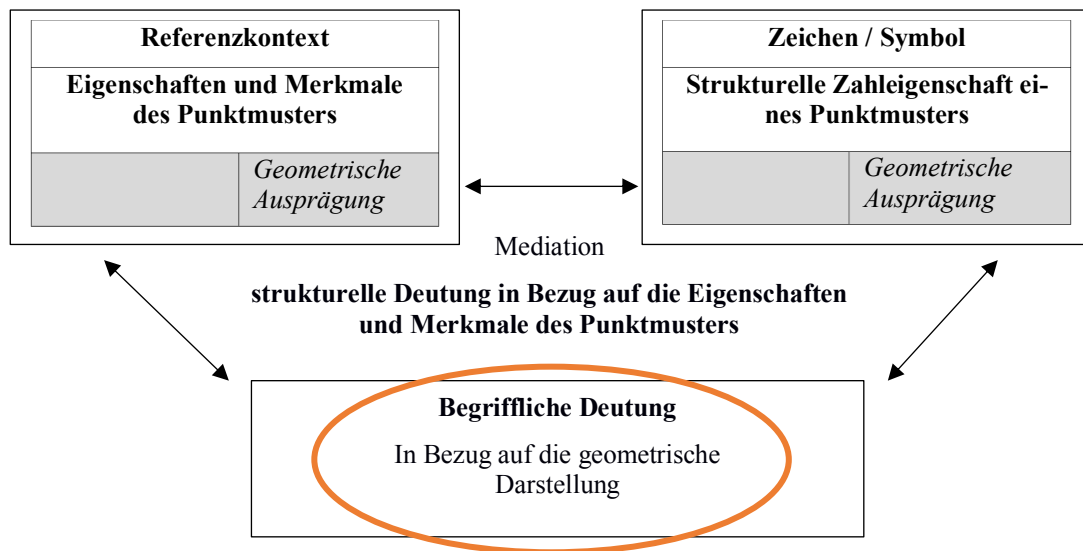 Referenzkontext
Eigenschaften und Merkmale
des Punktmusters
Geometrische
Ausprägung
Zeichen / Symbol
Strukturelle Zahleigenschaft ei-
nes Punktmusters
Geometrische
Ausprägung
Mediation
strukturelle Deutung in Bezug auf die Eigenschaften
und Merkmale des Punktmusters
Begriffliche Deutung
In Bezug auf die geometrische
Darstellung